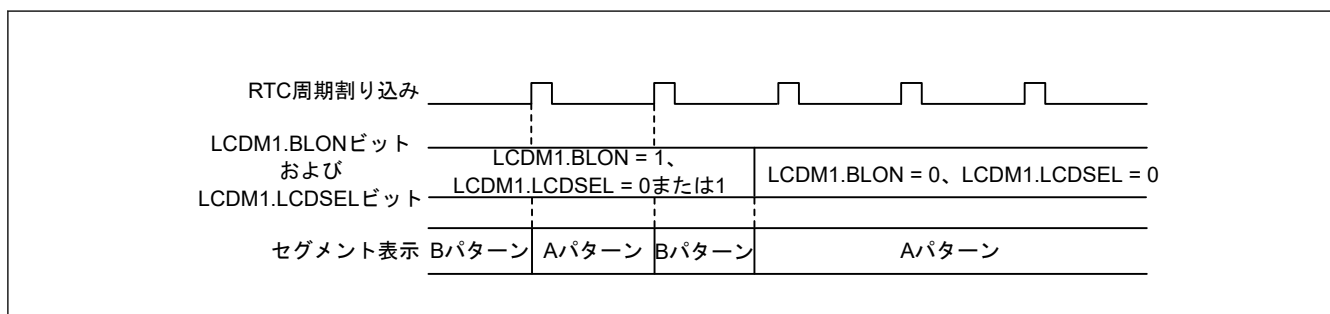 RTC周期割り込み
LCDM1.BLONビット
および
LCDM1.LCDSELビット
LCDM1.BLON = 1、
LCDM1.LCDSEL = 0または1
LCDM1.BLON = 0、LCDM1.LCDSEL = 0
セグメント表示 Bパターン Aパターン Bパターン Aパターン